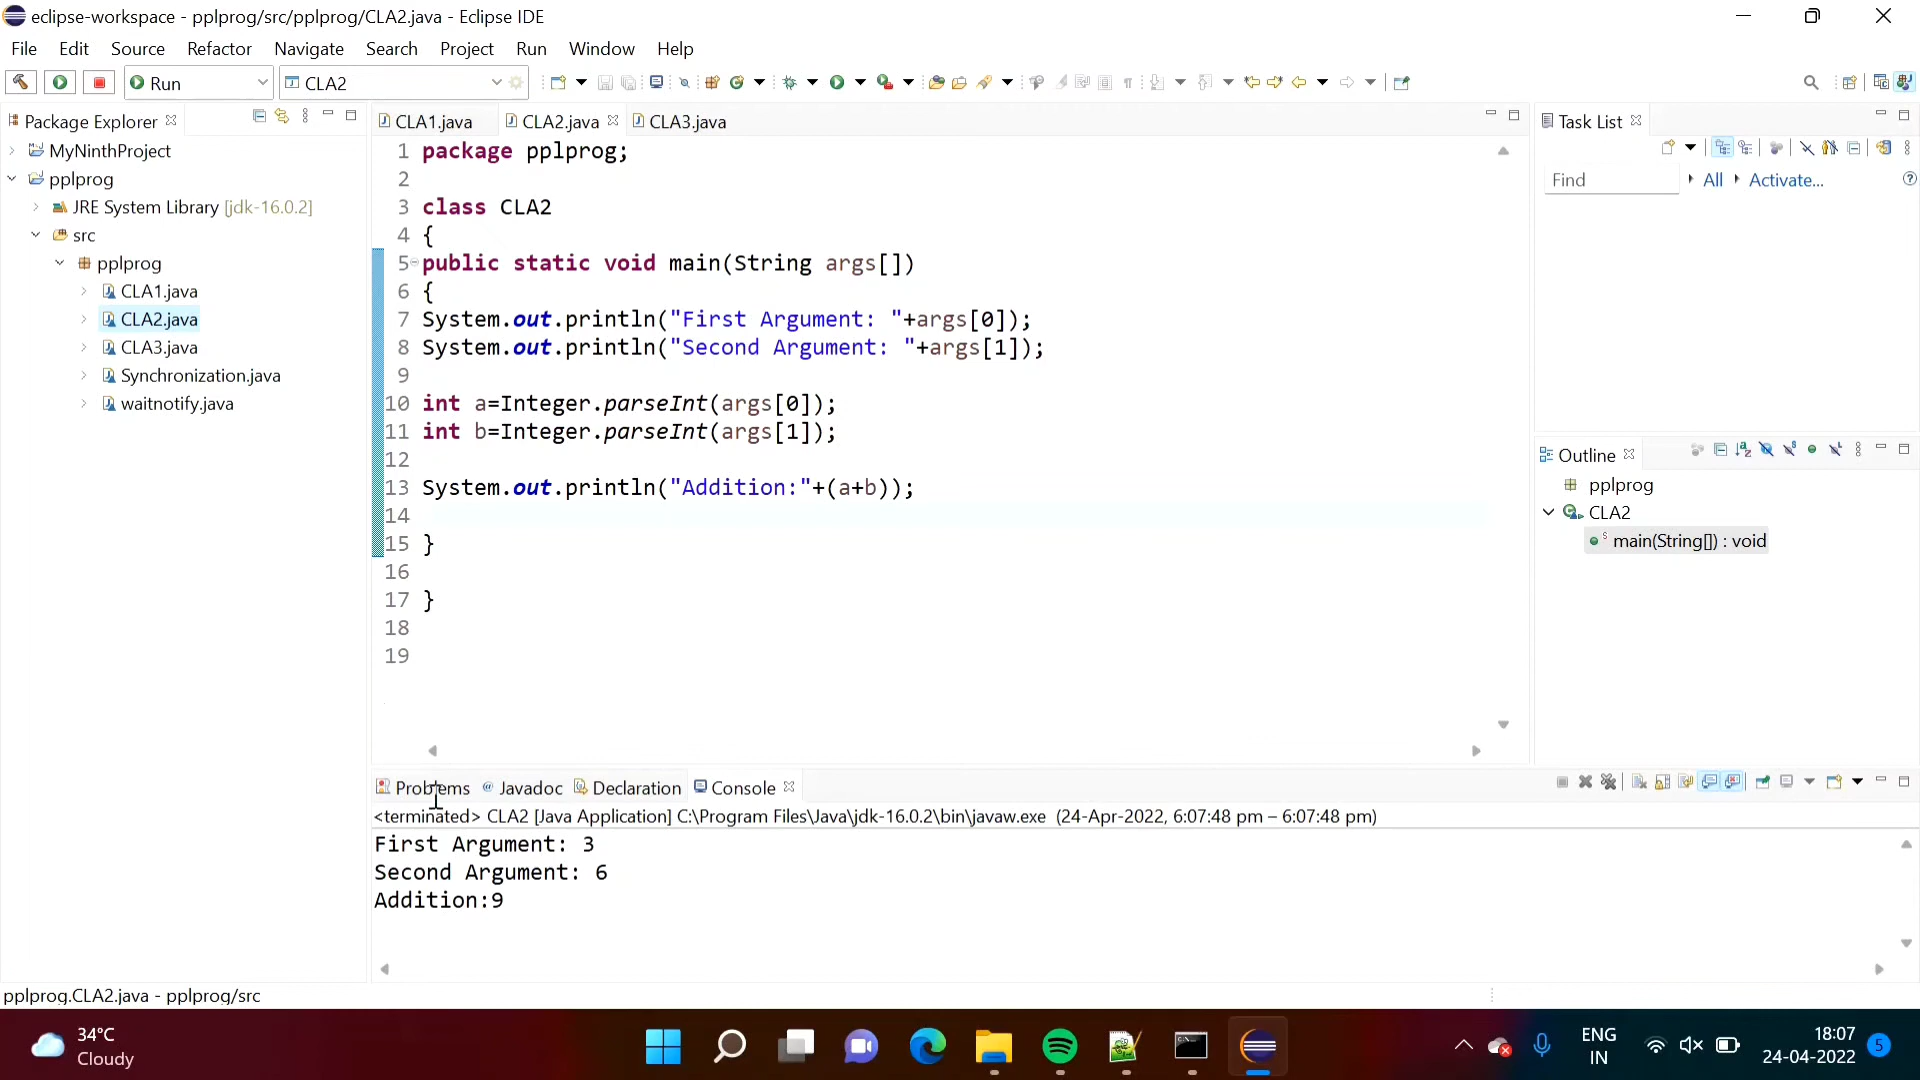 eclipse-workspace - pplprog/src/pplprog/CLA2.java - Eclipse IDE
File Edit Source Refactor Navigate Search Project Run Window Help
Run CLA2
Package Explorer
MyNinthProject
pplprog
JRE System Library [jdk-16.0.2]
src
pplprog
CLA1.java
CLA2.java
CLA3.java
Synchronization.java
waitnotify.java
CLA1.java CLA2.java CLA3.java
1 package pplprog;
2
3 class CLA2
4 {
5 public static void main(String args[])
6 {
7 System.out.println("First Argument: "+args[0]);
8 System.out.println("Second Argument: "+args[1]);
9
10 int a=Integer.parseInt(args[0]);
11 int b=Integer.parseInt(args[1]);
12
13 System.out.println("Addition:"+(a+b));
14
15 }
16
17 }
18
19
Task List
Find All Activate...
Outline
pplprog
CLA2
main(String[]) : void
Problems Javadoc Declaration Console
<terminated> CLA2 [Java Application] C:\Program Files\Java\jdk-16.0.2\bin\javaw.exe (24-Apr-2022, 6:07:48 pm – 6:07:48 pm)
First Argument: 3
Second Argument: 6
Addition:9
pplprog.CLA2.java - pplprog/src
34°C
Cloudy
ENG
IN
18:07
24-04-2022
5